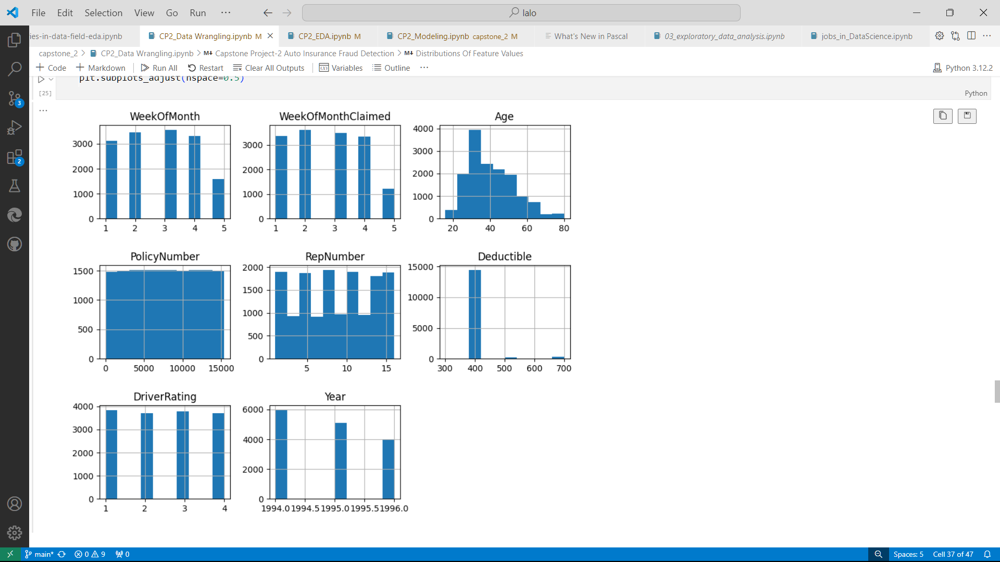 File Edit Selection View Go Run ··· lalo
ies-in-data-field-eda.ipynb CP2_Data Wrangling.ipynb M CP2_EDA.ipynb M CP2_Modeling.ipynb capstone_2 M What's New in Pascal 03_exploratory_data_analysis.ipynb jobs_in_DataScience.ipynb ···
capstone_2 > CP2_Data Wrangling.ipynb > M↓ Capstone Project-2 Auto Insurance Fraud Detection > M↓ Distributions Of Feature Values
+ Code + Markdown Run All Restart Clear All Outputs (x) Variables Outline ··· Python 3.12.2
plt.subplots_adjust(hspace=0.5)
[25] Python
···
WeekOfMonth WeekOfMonthClaimed Age
3000
2000
1000
0
1 2 3 4 5
3000
2000
1000
0
1 2 3 4 5
4000
3000
2000
1000
0
20 40 60 80
PolicyNumber RepNumber Deductible
1500
1000
500
0
0 5000 10000 15000
2000
1500
1000
500
0
5 10 15
15000
10000
5000
0
300 400 500 600 700
DriverRating Year
4000
3000
2000
1000
0
1 2 3 4
6000
4000
2000
0
1994.0 1994.5 1995.0 1995.5 1996.0
3
2
main* 0 9 0 Spaces: 5 Cell 37 of 47